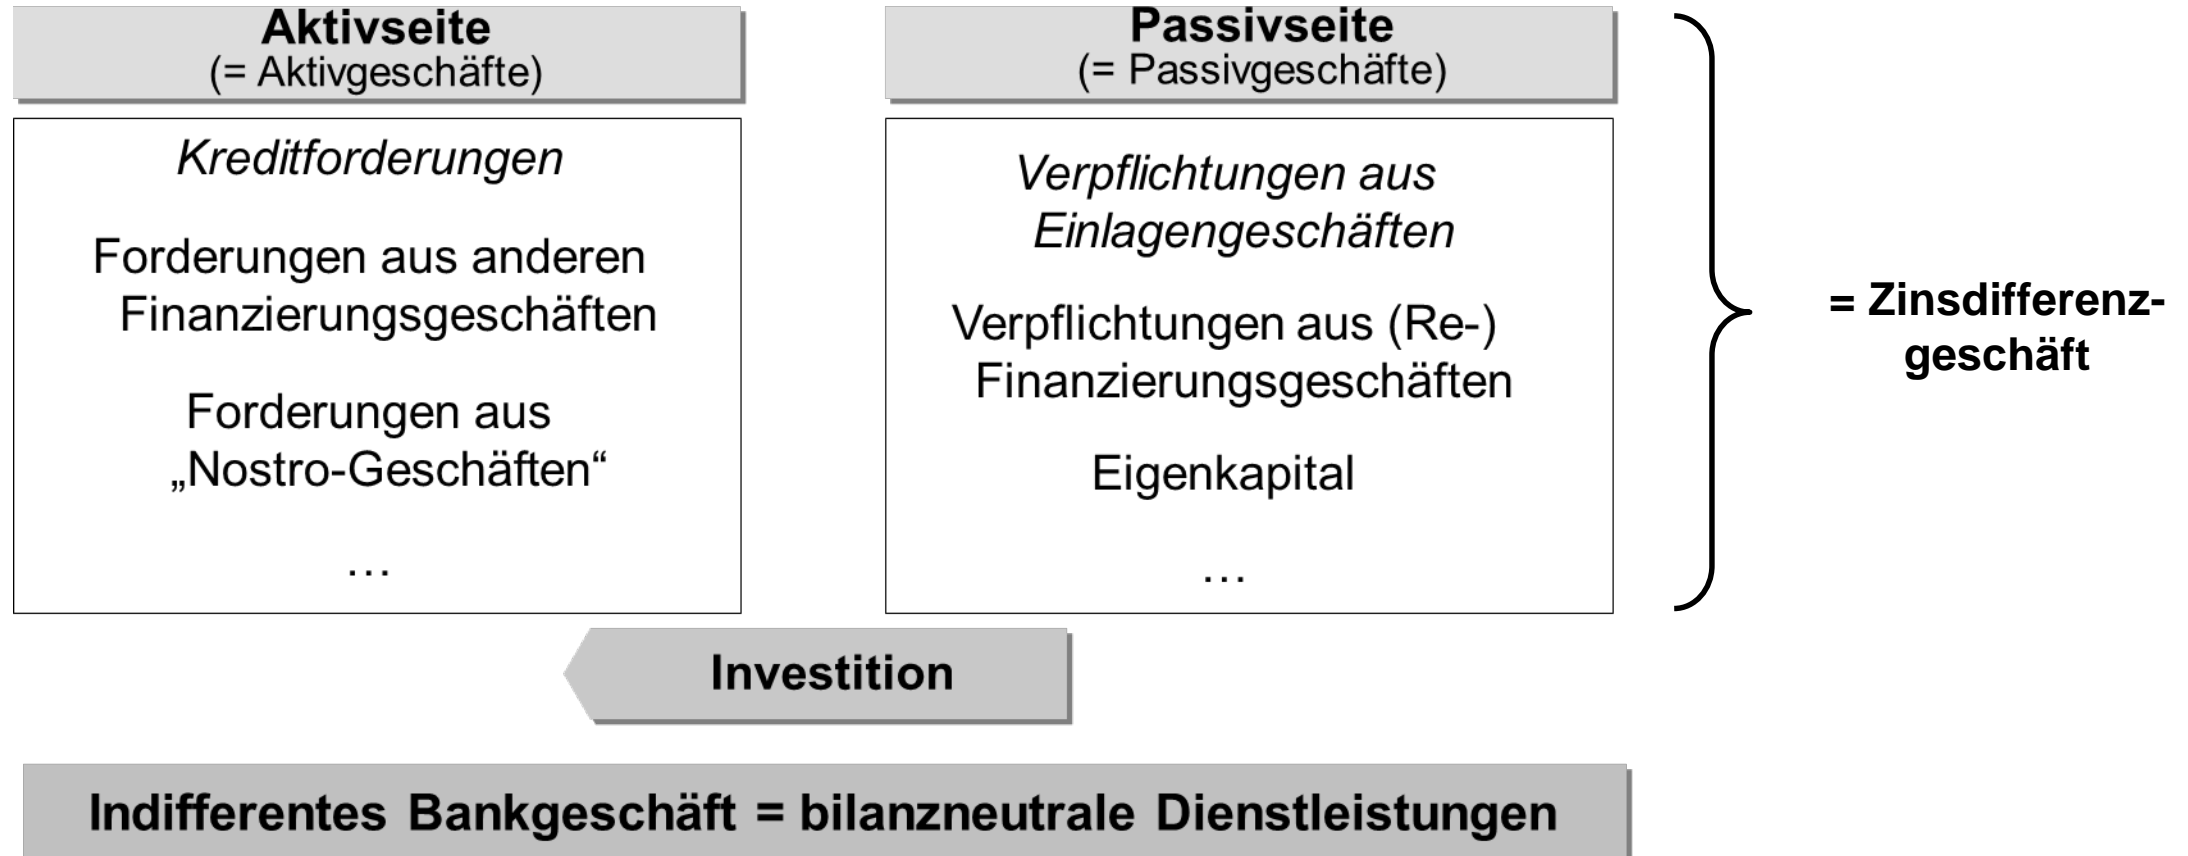 Aktivseite
(= Aktivgeschäfte)
Kreditforderungen
Forderungen aus anderen
Finanzierungsgeschäften
Forderungen aus
„Nostro-Geschäften“
…
Passivseite
(= Passivgeschäfte)
Verpflichtungen aus
Einlagengeschäften
Verpflichtungen aus (Re-)
Finanzierungsgeschäften
Eigenkapital
…
= Zinsdifferenz-
geschäft
Investition
Indifferentes Bankgeschäft = bilanzneutrale Dienstleistungen